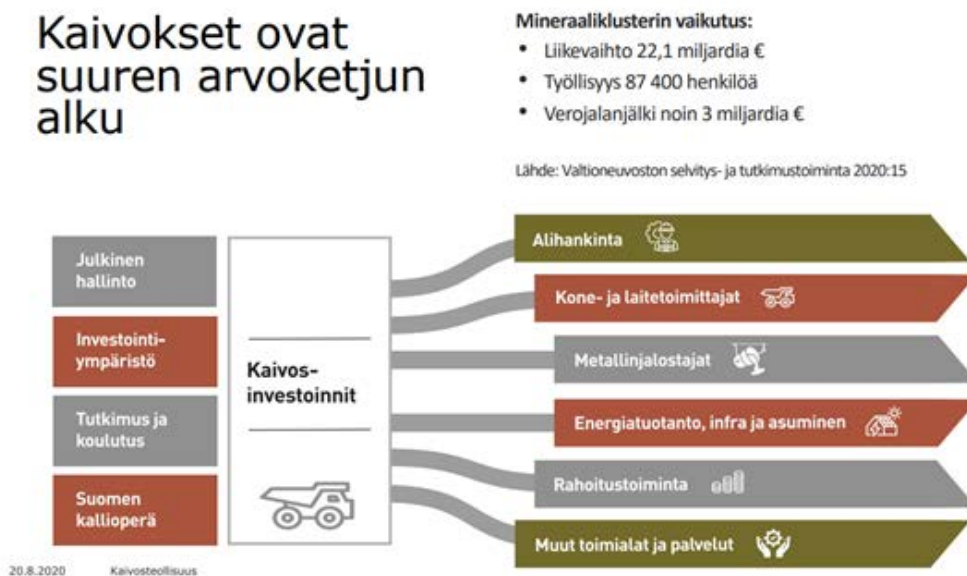 Kaivokset ovat
suuren arvoketjun
alku
Mineraaliklusterin vaikutus:
• Liikevaihto 22,1 miljardia €
• Työllisyys 87 400 henkilöä
• Verojalanjälki noin 3 miljardia €
Lähde: Valtioneuvoston selvitys- ja tutkimustoiminta 2020:15
Julkinen
hallinto
Investointi-
ympäristö
Tutkimus ja
koulutus
Suomen
kallioperä
Kaivos-
investoinnit
Alihankinta
Kone- ja laitetoimittajat
Metallinjalostajat
Energiatuotanto, infra ja asuminen
Rahoitustoiminta
Muut toimialat ja palvelut
20.8.2020 Kaivosteollisuus